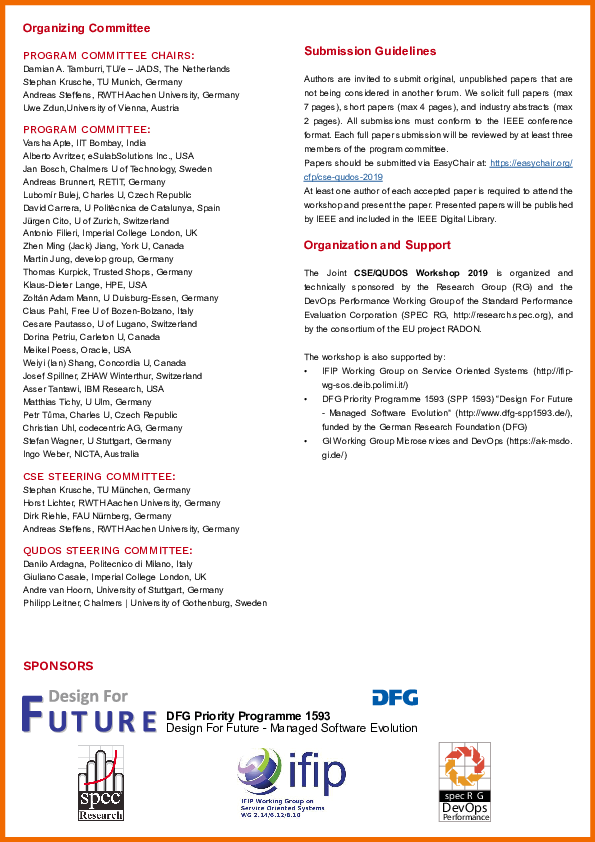 Organizing Committee
PROGRAM COMMITTEE CHAIRS:
Damian A. Tamburri, TU/e – JADS, The Netherlands
Stephan Krusche, TU Munich, Germany
Andreas Steffens, RWTH Aachen University, Germany
Uwe Zdun,University of Vienna, Austria
PROGRAM COMMITTEE:
Varsha Apte, IIT Bombay, India
Alberto Avritzer, eSulabSolutions Inc., USA
Jan Bosch, Chalmers U of Technology, Sweden
Andreas Brunnert, RETIT, Germany
Lubomír Bulej, Charles U, Czech Republic
David Carrera, U Politècnica de Catalunya, Spain
Jürgen Cito, U of Zurich, Switzerland
Antonio Filieri, Imperial College London, UK
Zhen Ming (Jack) Jiang, York U, Canada
Martin Jung, develop group, Germany
Thomas Kurpick, Trusted Shops, Germany
Klaus-Dieter Lange, HPE, USA
Zoltán Adam Mann, U Duisburg-Essen, Germany
Claus Pahl, Free U of Bozen-Bolzano, Italy
Cesare Pautasso, U of Lugano, Switzerland
Dorina Petriu, Carleton U, Canada
Meikel Poess, Oracle, USA
Weiyi (Ian) Shang, Concordia U, Canada
Josef Spillner, ZHAW Winterthur, Switzerland
Asser Tantawi, IBM Research, USA
Matthias Tichy, U Ulm, Germany
Petr Tůma, Charles U, Czech Republic
Christian Uhl, codecentric AG, Germany
Stefan Wagner, U Stuttgart, Germany
Ingo Weber, NICTA, Australia
CSE STEERING COMMITTEE:
Stephan Krusche, TU München, Germany
Horst Lichter, RWTH Aachen University, Germany
Dirk Riehle, FAU Nürnberg, Germany
Andreas Steffens, RWTH Aachen University, Germany
QUDOS STEERING COMMITTEE:
Danilo Ardagna, Politecnico di Milano, Italy
Giuliano Casale, Imperial College London, UK
Andre van Hoorn, University of Stuttgart, Germany
Philipp Leitner, Chalmers | University of Gothenburg, Sweden
Submission Guidelines
Authors are invited to submit original, unpublished papers that are
not being considered in another forum. We solicit full papers (max
7 pages), short papers (max 4 pages), and industry abstracts (max
2 pages). All submissions must conform to the IEEE conference
format. Each full paper submission will be reviewed by at least three
members of the program committee.
Papers should be submitted via EasyChair at: https://easychair.org/
cfp/cse-qudos-2019
At least one author of each accepted paper is required to attend the
workshop and present the paper. Presented papers will be published
by IEEE and included in the IEEE Digital Library.
Organization and Support
The Joint CSE/QUDOS Workshop 2019 is organized and
technically sponsored by the Research Group (RG) and the
DevOps Performance Working Group of the Standard Performance
Evaluation Corporation (SPEC RG, http://research.spec.org), and
by the consortium of the EU project RADON.
The workshop is also supported by:
• IFIP Working Group on Service Oriented Systems (http://ifip-
wg-sos.deib.polimi.it/)
• DFG Priority Programme 1593 (SPP 1593) "Design For Future
- Managed Software Evolution" (http://www.dfg-spp1593.de/),
funded by the German Research Foundation (DFG)
• GI Working Group Microservices and DevOps (https://ak-msdo.
gi.de/)
SPONSORS
Design For
FUTURE
DFG
DFG Priority Programme 1593
Design For Future - Managed Software Evolution
spec
Research
ifip
IFIP Working Group on
Service Oriented Systems
WG 2.14/6.12/8.10
spec RG
DevOps
Performance